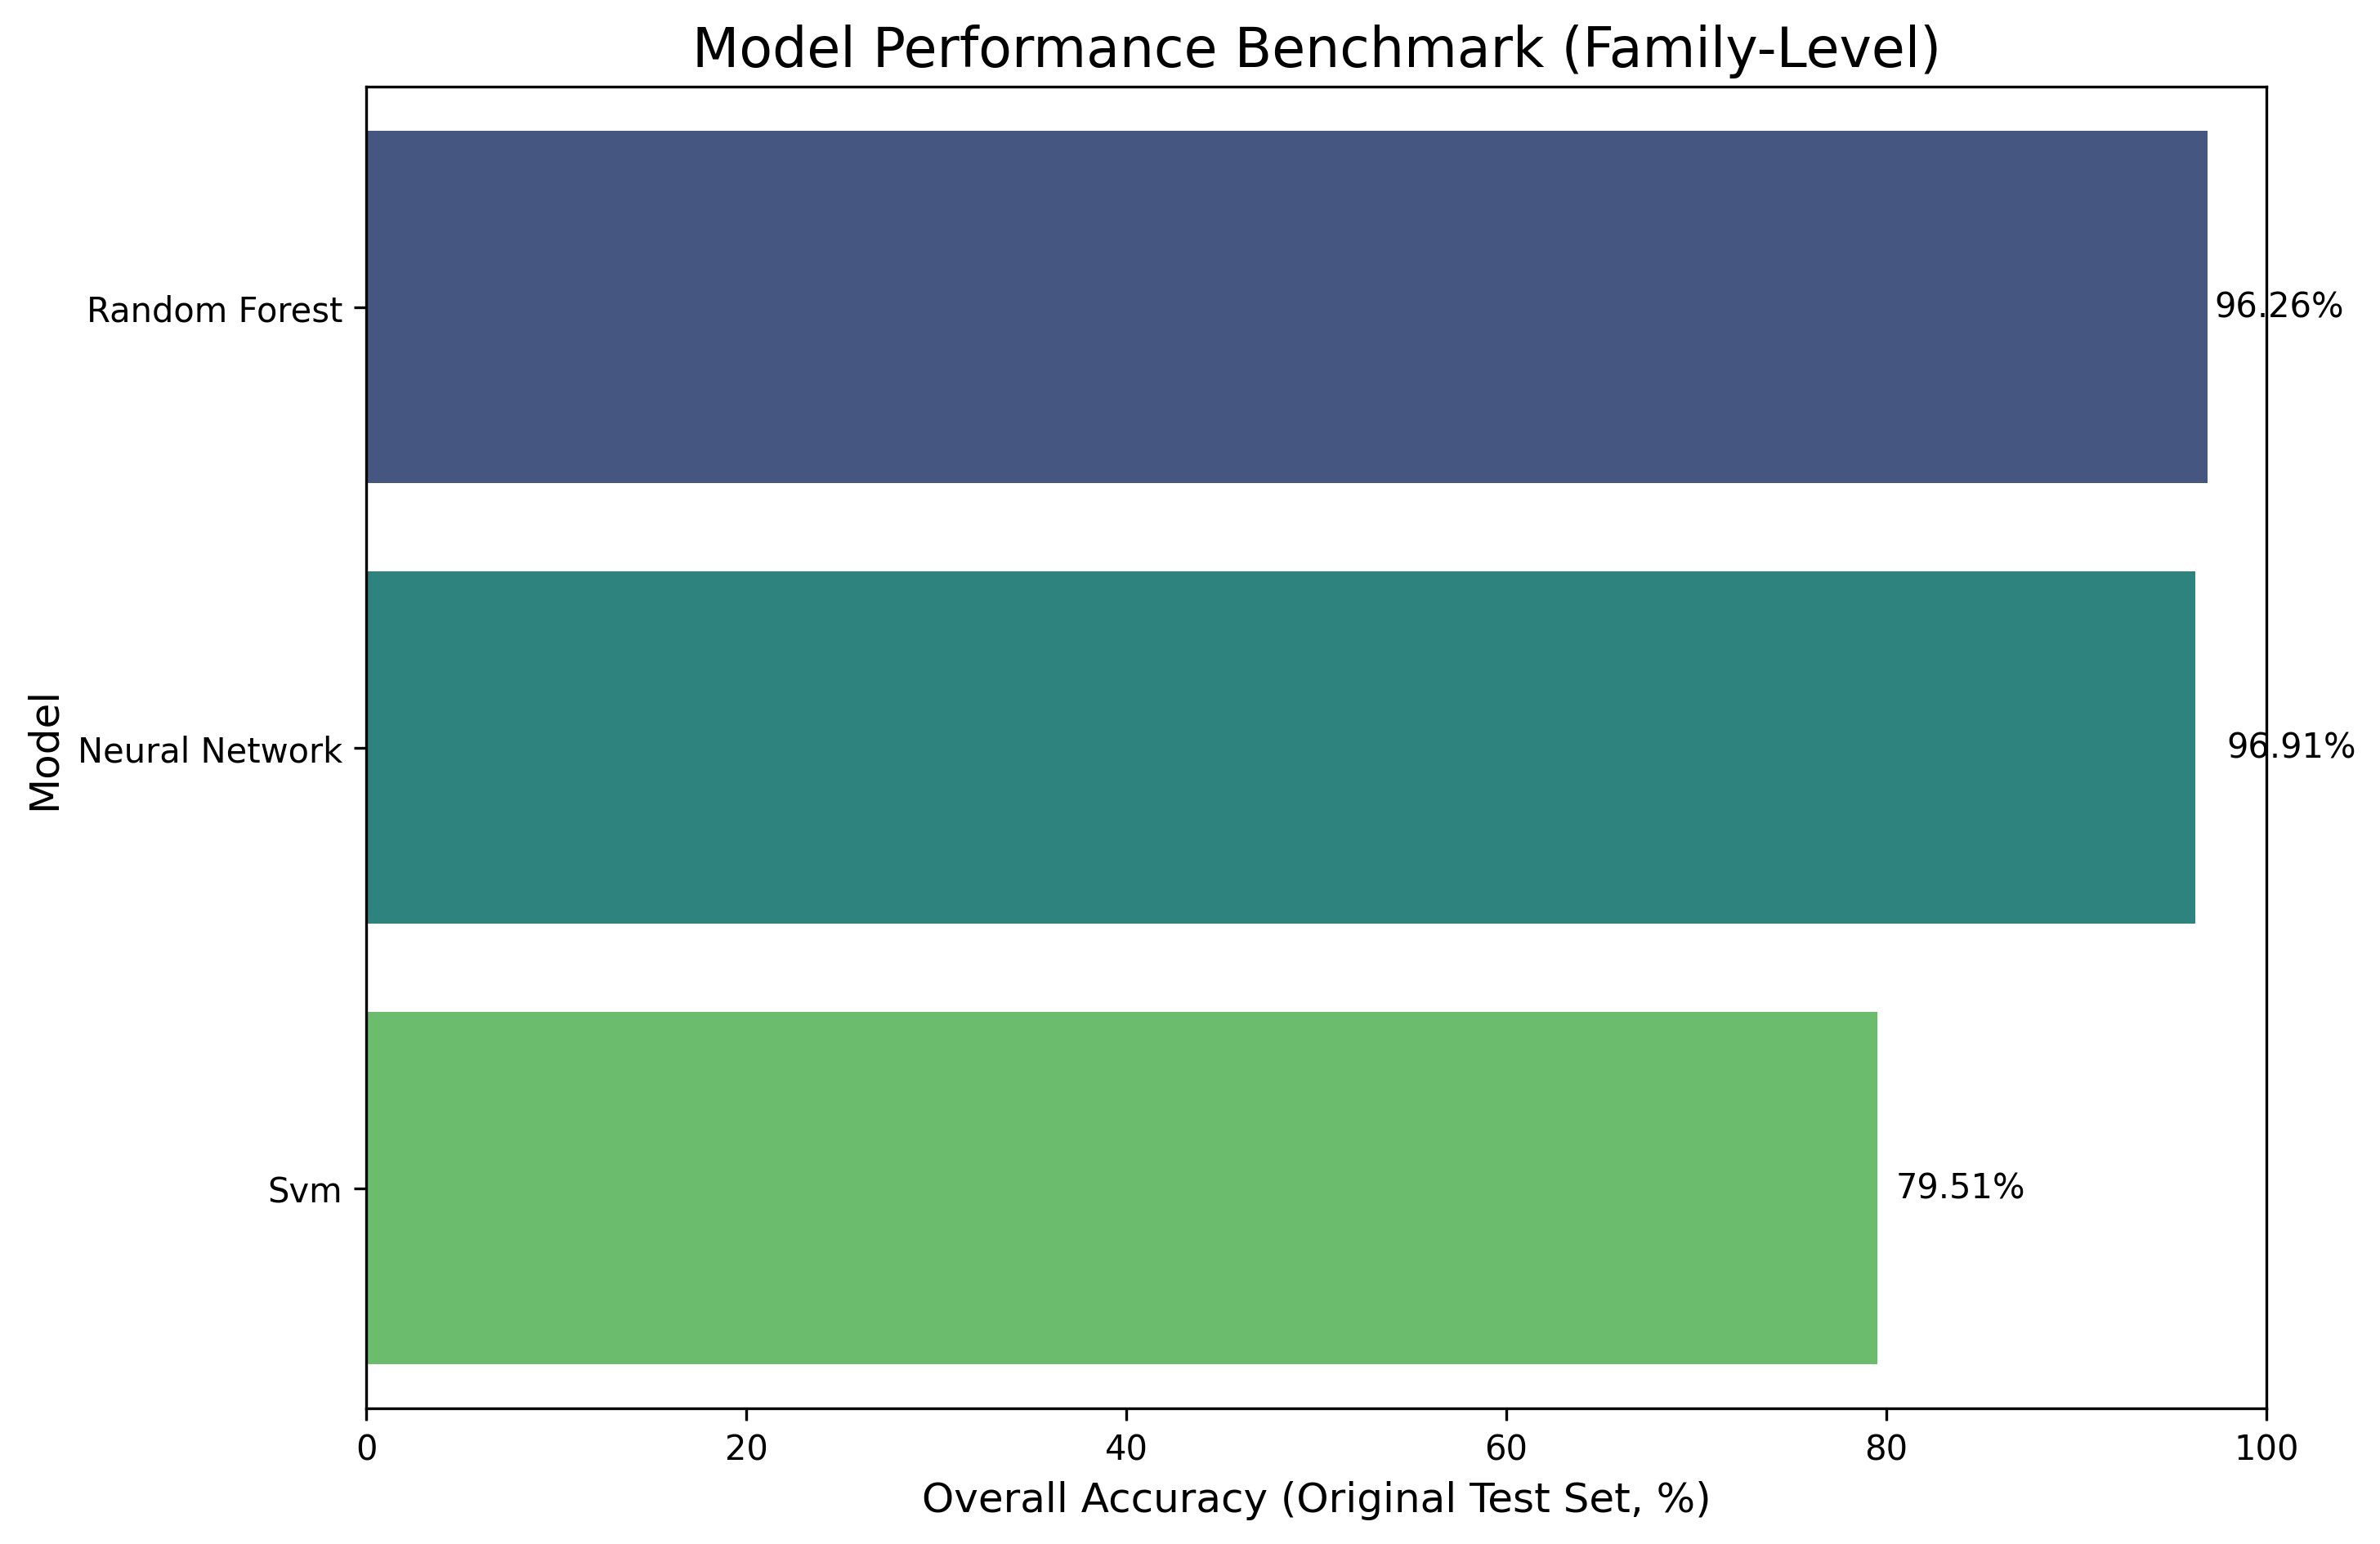 Model Performance Benchmark (Family-Level)
Model
Random Forest
96.26%
Neural Network
96.91%
Svm
79.51%
0 20 40 60 80 100
Overall Accuracy (Original Test Set, %)